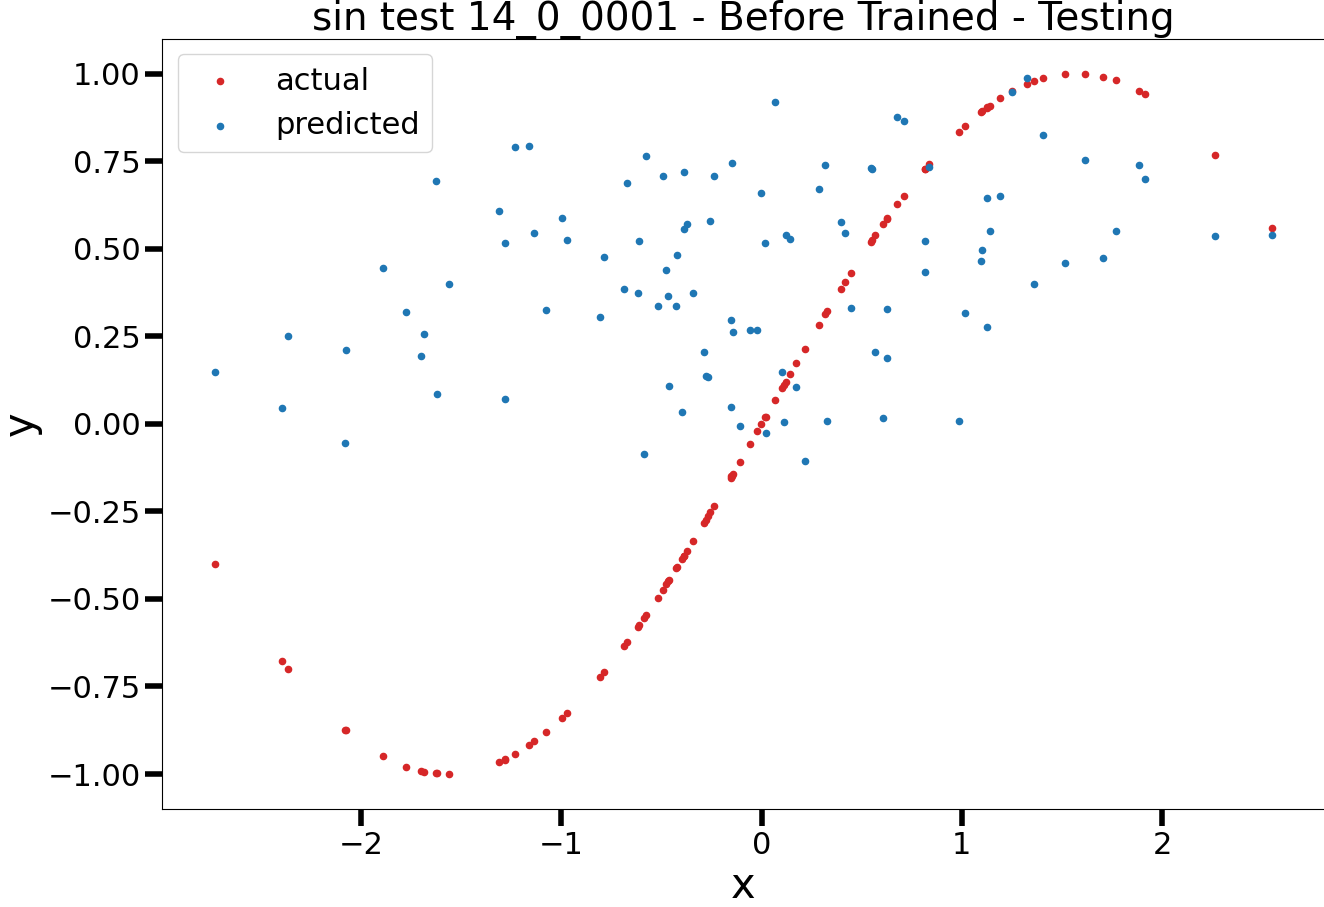 sin test 14_0_0001 - Before Trained - Testing
actual
predicted
1.00
0.75
0.50
0.25
0.00
−0.25
−0.50
−0.75
−1.00
y
−2 −1 0 1 2
x